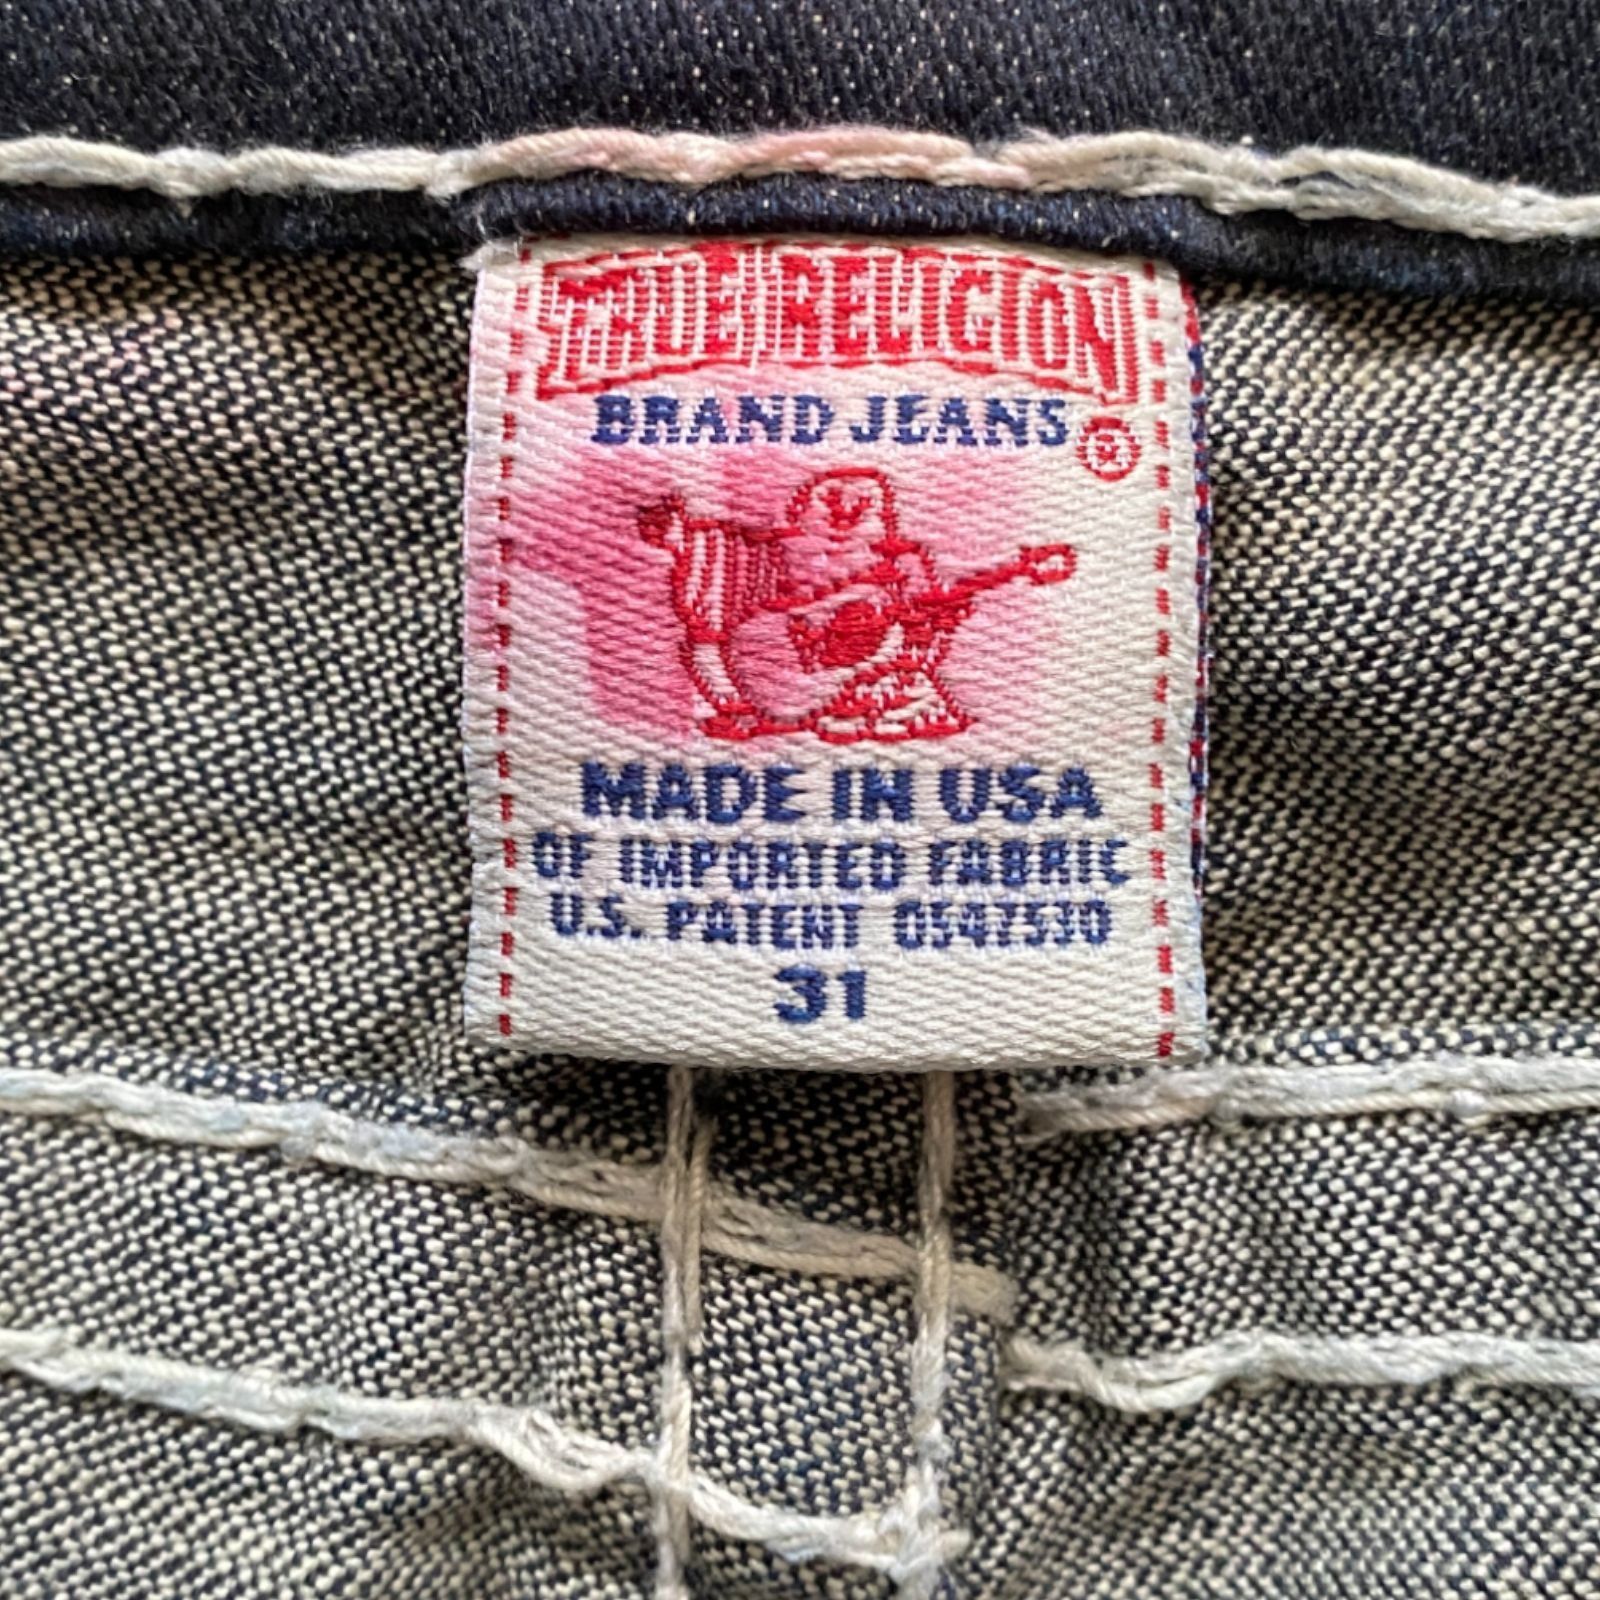 TRUE RELIGION
BRAND JEANS ®
MADE IN USA
OF IMPORTED FABRIC
U.S. PATENT 0547530
31